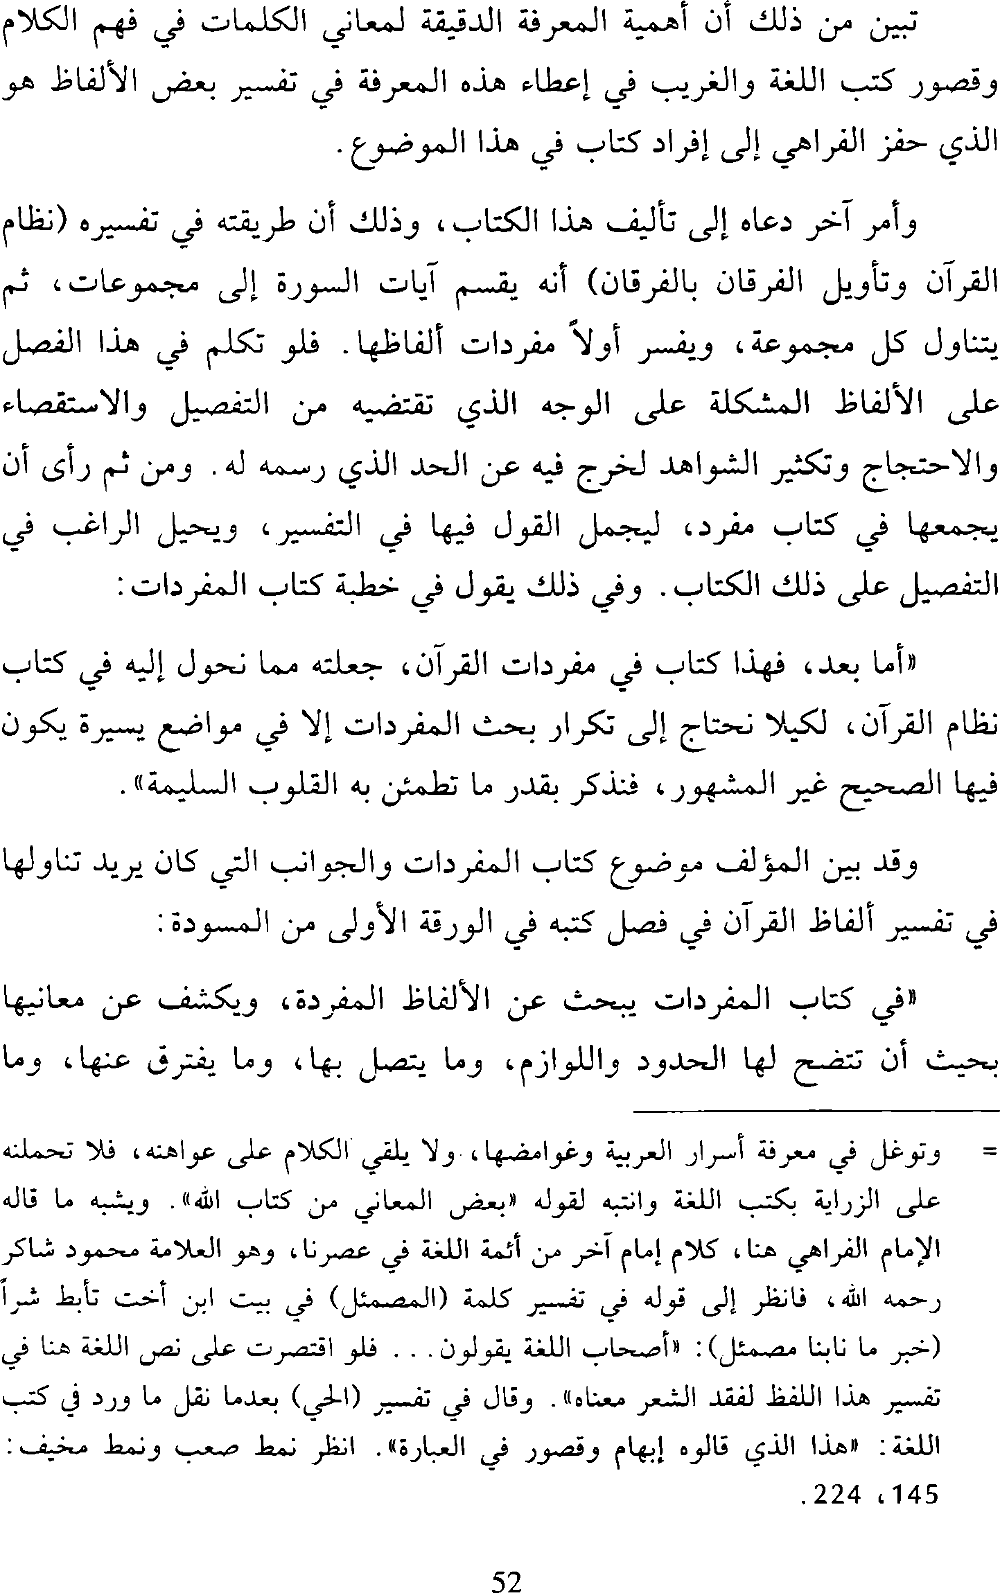 تبين من ذلك أن أهمية المعرفة الدقيقة لمعاني الكلمات في فهم الكلام
وقصور كتب اللغة والغريب في إعطاء هذه المعرفة في تفسير بعض الألفاظ هو
الذي حفز الفراهي إلى إفراد كتاب في هذا الموضوع.
وأمر آخر دعاه إلى تأليف هذا الكتاب، وذلك أن طريقته في تفسيره (نظام
القرآن وتأويل الفرقان بالفرقان) أنه يقسم آيات السورة إلى مجموعات، ثم
يتناول كل مجموعة، ويفسر أولاً مفردات ألفاظها. فلو تكلم في هذا الفصل
على الألفاظ المشكلة على الوجه الذي تقتضيه من التفصيل والاستقصاء
والاحتجاج وتكثير الشواهد لخرج فيه عن الحد الذي رسمه له. ومن ثم رأى أن
يجمعها في كتاب مفرد، ليجمل القول فيها في التفسير، ويحيل الراغب في
التفصيل على ذلك الكتاب. وفي ذلك يقول في خطبة كتاب المفردات:
«أما بعد، فهذا كتاب في مفردات القرآن، جعلته مما نحول إليه في كتاب
نظام القرآن، لكيلا نحتاج إلى تكرار بحث المفردات إلا في مواضع يسيرة يكون
فيها الصحيح غير المشهور، فنذكر بقدر ما تطمئن به القلوب السليمة».
وقد بين المؤلف موضوع كتاب المفردات والجوانب التي كان يريد تناولها
في تفسير ألفاظ القرآن في فصل كتبه في الورقة الأولى من المسودة:
«في كتاب المفردات يبحث عن الألفاظ المفردة، ويكشف عن معانيها
بحيث أن تتضح لها الحدود واللوازم، وما يتصل بها، وما يفترق عنها، وما
= وتوغل في معرفة أسرار العربية وغوامضها، ولا يلقي الكلام على عواهنه، فلا تحملنه
على الزراية بكتب اللغة وانتبه لقوله «بعض المعاني من كتاب الله». ويشبه ما قاله
الإمام الفراهي هنا، كلام إمام آخر من أئمة اللغة في عصرنا، وهو العلامة محمود شاكر
رحمه الله، فانظر إلى قوله في تفسير كلمة (المصمئل) في بيت ابن أخت تأبط شراً
(خبر ما نابنا مصمئل): «أصحاب اللغة يقولون... فلو اقتصرت على نص اللغة هنا في
تفسير هذا اللفظ لفقد الشعر معناه». وقال في تفسير (الحي) بعدما نقل ما ورد في كتب
اللغة: «هذا الذي قالوه إبهام وقصور في العبارة». انظر نمط صعب ونمط مخيف:
145، 224.
52